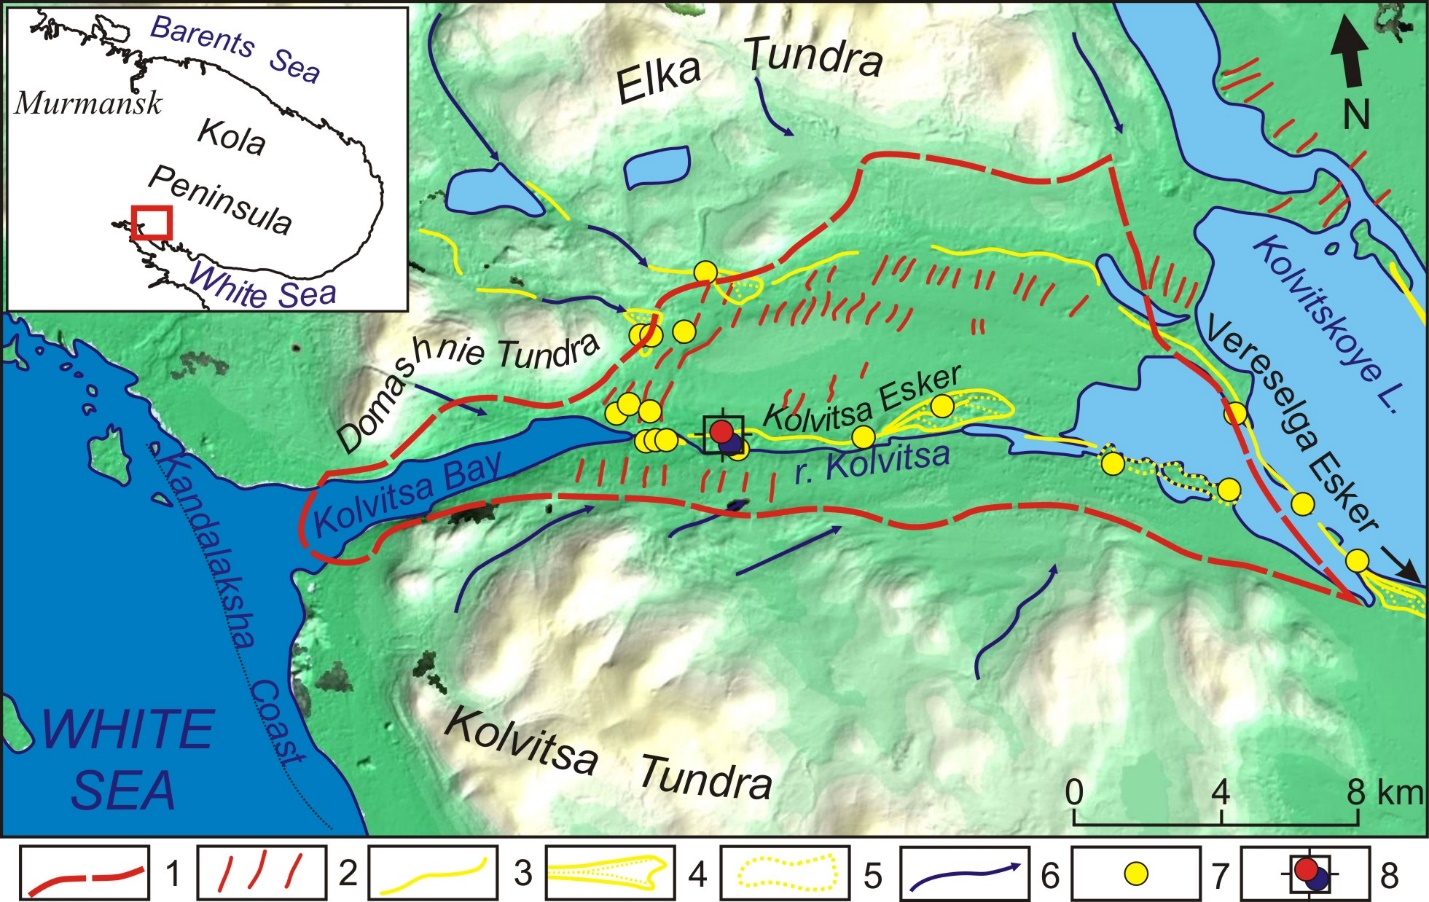 Barents Sea
Murmansk
Kola
Peninsula
White Sea
Elka Tundra
N
Kolvitskoye L.
Domashnie Tundra
Vereselga Esker
Kolvitsa Esker
r. Kolvitsa
Kolvitsa Bay
Kandalaksha Coast
WHITE
SEA
Kolvitsa Tundra
0 4 8 km
1 2 3 4 5 6 7 8